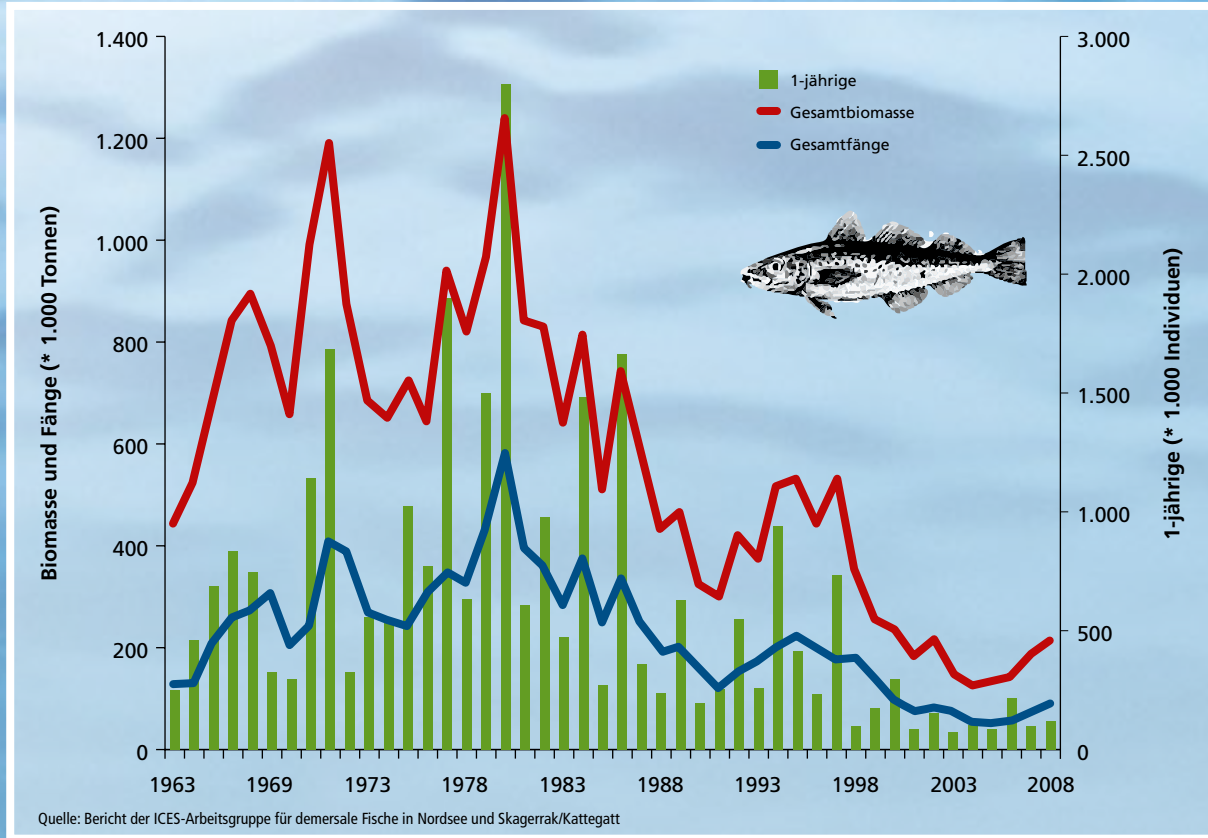 1.400
1.200
1.000
800
600
400
200
0
Biomasse und Fänge (* 1.000 Tonnen)
3.000
2.500
2.000
1.500
1.000
500
0
1-jährige (* 1.000 Individuen)
1-jährige
Gesamtbiomasse
Gesamtfänge
1963 1969 1973 1978 1983 1988 1993 1998 2003 2008
Quelle: Bericht der ICES-Arbeitsgruppe für demersale Fische in Nordsee und Skagerrak/Kattegatt